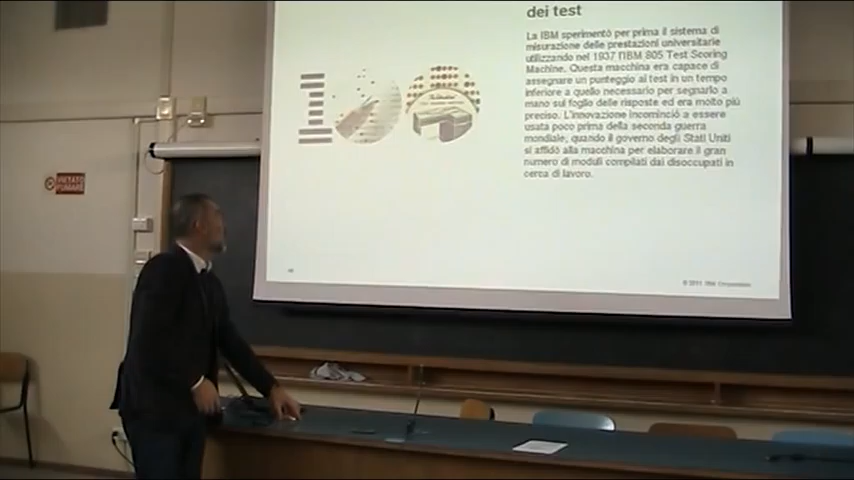 dei test
La IBM sperimentò per prima il sistema di
misurazione delle prestazioni universitarie
utilizzando nel 1937 l'IBM 805 Test Scoring
Machine. Questa macchina era capace di
assegnare un punteggio ai test in un tempo
inferiore a quello necessario per segnarlo a
mano sul foglio delle risposte ed era molto più
preciso. L'innovazione incominciò a essere
usata poco prima della seconda guerra
mondiale, quando il governo degli Stati Uniti
si affidò alla macchina per elaborare il gran
numero di moduli compilati dai disoccupati in
cerca di lavoro.
100
VIETATO
FUMARE
IBM Corporation